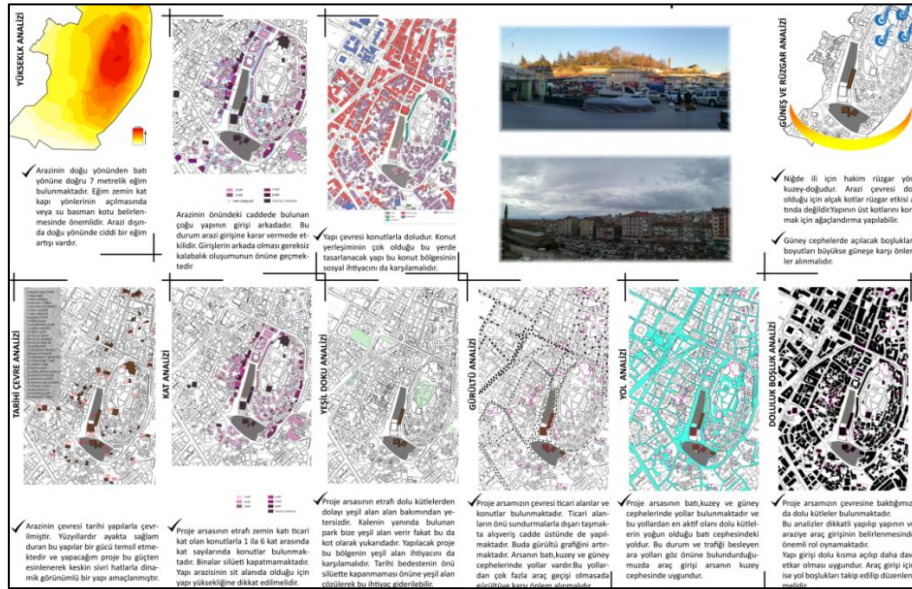 YÜKSEKLK ANALİZİ
Arazinin doğu yönünden batı
yönüne doğru 7 metrelik eğim
bulunmaktadır. Eğim zemin kat
kapı yönlerinin açılmasında
veya su basman kotu belirlen-
mesinde önemlidir. Arazi dışın-
da doğu yönünde ciddi bir eğim
artışı vardır.
Arazinin önündeki caddede bulunan
çoğu yapının girişi arkadadır. Bu
durum arazi girişine karar vermede et-
kilidir. Girişlerin arkada olması gereksiz
kalabalık oluşumunun önüne geçmek-
tedir
Yapı çevresi konutlarla doludur. Konut
yerleşiminin çok olduğu bu yerde
tasarlanacak yapı bu konut bölgesinin
sosyal ihtiyacını da karşılamalıdır.
GÜNEŞ VE RÜZGAR ANALİZİ
Niğde ili için hakim rüzgar yön
kuzey-doğudur. Arazi çevresi do
olduğu için alçak kotlar rüzgar etkisi a
tında değildir.Yapının üst kotlarını kor
mak için ağaçlandırma yapılabilir.
Güney cephelerde açılacak boşluklar
boyutları büyükse güneşe karşı önlem
ler alınmalıdır.
TARİHİ ÇEVRE ANALİZİ
Arazinin çevresi tarihi yapılarla çevr-
ilmiştir. Yüzyıllardır ayakta sağlam
duran bu yapılar bir gücü temsil etme-
ktedir ve yapacağım proje bu güçten
esinlenerek keskin sivri hatlarla dina-
mik görünümlü bir yapı amaçlanmıştır.
KAT ANALİZİ
Proje arsasının etrafı zemin katı ticari
kat olan konutlarla 1 ila 6 kat arasında
kat sayılarında konutlar bulunmak-
tadır. Binalar silüeti kapatmamaktadır.
Yapı arazisinin sit alanıda olduğu için
yapı yüksekliğine dikkat edilmelidir.
YEŞİL DOKU ANALİZİ
Proje arsasının etrafı dolu kütlelerden
dolayı yeşil alan alan bakımından ye-
tersizdir. Kalenin yanında bulunan
park bize yeşil alan verir fakat bu da
kot olarak yukarıdadır. Yapılacak proje
bu bölgenin yeşil alan ihtiyacını da
karşılamalıdır. Tarihi bedestenin önü
silüette kapanmaması önüne yeşil alan
çözülerek bu ihtiyaç giderilebilir.
GÜRÜLTÜ ANALİZİ
Proje arsamızın çevresi ticari alanlar ve
konutlar bulunmaktadır. Ticari alan-
ların önü sundurmalarla dışarı taşmak-
ta alışveriş cadde üstünde de yapıl-
maktadır. Buda gürültü grafiğini artır-
maktadır. Arsanın batı,kuzey ve güney
cephelerinde yollar vardır.Bu yollar-
dan çok fazla araç geçişi olmasada
gürültüye karşı önlem alınmalıdır.
YOL ANALİZİ
Proje arsasının batı,kuzey ve güney
cephelerinde yollar bulunmaktadır ve
bu yollardan en aktif olanı dolu kütlel-
erin yoğun olduğu batı cephesindeki
yoldur. Bu durum ve trafiği besleyen
ara yolları göz önüne bulundurduğu-
muzda araç girişi arsanın kuzey
cephesinde uygundur.
DOLULUK BOŞLUK ANALİZİ
Proje arsamızın çevresine baktığımız
da dolu kütleler bulunmaktadır.
Bu analizler dikkatli yapılıp yapının ve
araziye araç girişinin belirlenmesinde
önemli rol oynamaktadır.
Yapı girişi dolu kısma açılıp daha dav
etkar olması uygundur. Araç girişi için
ise yol boşlukları takip edilip düzenlen
melidir.